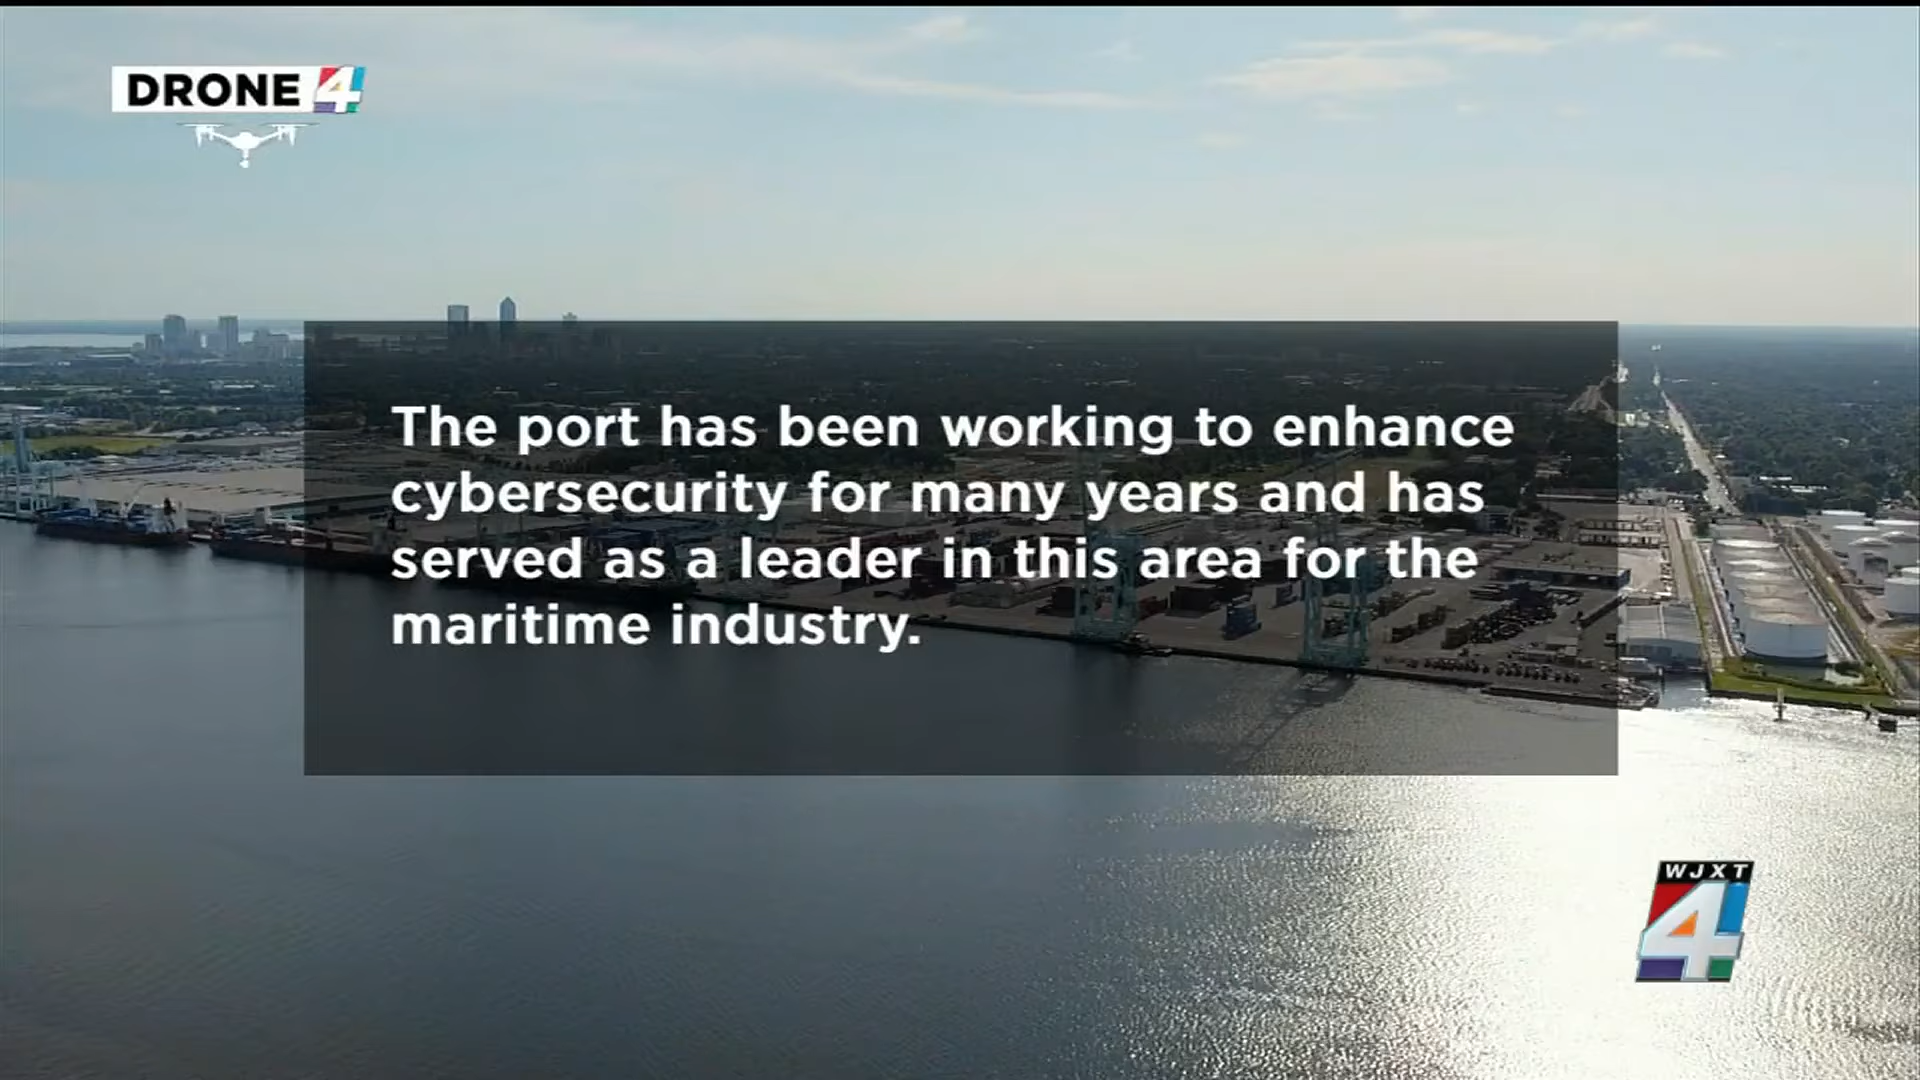 DRONE 4
The port has been working to enhance
cybersecurity for many years and has
served as a leader in this area for the
maritime industry.
WJXT
4